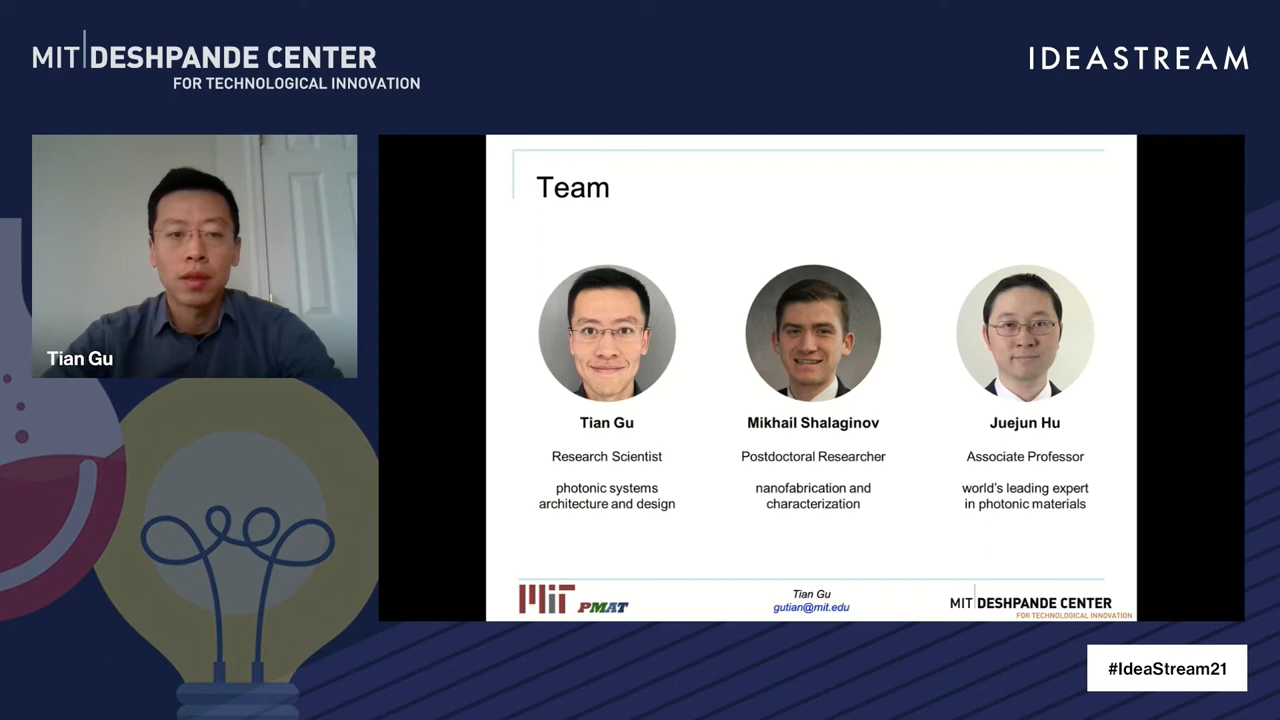 MIT DESHPANDE CENTER
FOR TECHNOLOGICAL INNOVATION
IDEASTREAM
Tian Gu
Team
Tian Gu
Research Scientist
photonic systems
architecture and design
Mikhail Shalaginov
Postdoctoral Researcher
nanofabrication and
characterization
Juejun Hu
Associate Professor
world's leading expert
in photonic materials
MIT PMAT
Tian Gu
gutian@mit.edu
MIT DESHPANDE CENTER
FOR TECHNOLOGICAL INNOVATION
#IdeaStream21